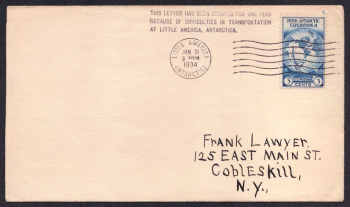 THIS LETTER HAS BEEN DELAYED FOR ONE YEAR
BECAUSE OF DIFFICULTIES IN TRANSPORTATION
AT LITTLE AMERICA, ANTARCTICA.
LITTLE AMERICA
JAN 31
1934
ANTARCTICA
BYRD ANTARCTIC
EXPEDITION II
3 3
CENTS
FRANK LAWYER.
125 EAST MAIN ST.
CobLESKILL,
N.Y.,